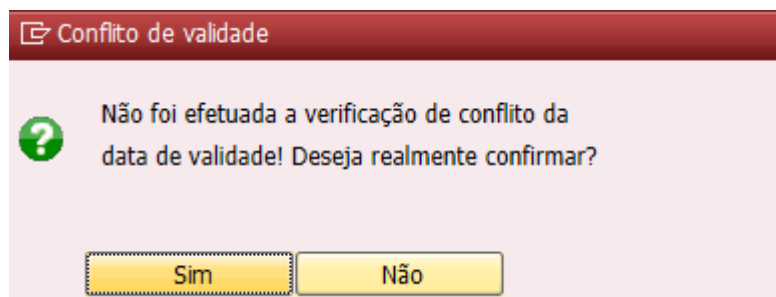 Conflito de validade
Não foi efetuada a verificação de conflito da
data de validade! Deseja realmente confirmar?
Sim
Não